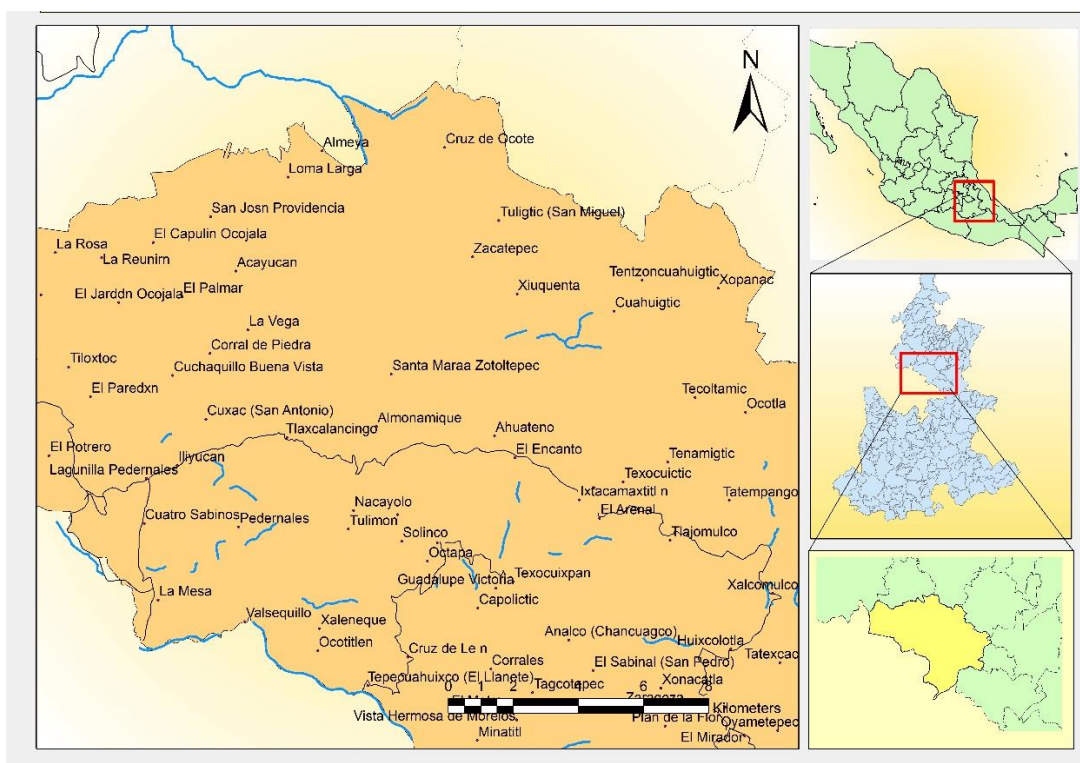 N
Almeya
Cruz de Ocote
Loma Larga
San Josn Providencia
Tuligtic (San Miguel)
El Capulin Ocojala
La Rosa
La Reunirn
Acayucan
Zacatepec
Tentzoncuahuigtic
Xopanac
El Jarddn Ocojala
El Palmar
Xiuquenta
Cuahuigtic
La Vega
Corral de Piedra
Tiloxtoc
Cuchaquillo Buena Vista
Santa Maraa Zotoltepec
El Paredxn
Tecoltamic
Ocotla
Cuxac (San Antonio)
Almonamique
Tlaxcalancingo
Ahuateno
El Potrero
El Encanto
Iliyucan
Tenamigtic
Lagunilla Pedernales
Texocuictic
Ixtacamaxtitl n
Tatempango
Nacayolo
El Arenal
Cuatro Sabinos
Pedernales
Tulimon
Solinco
Tlajomulco
Octapa
Guadalupe Victoria
Texocuixpan
Xalcomulco
La Mesa
Capolictic
Valsequillo
Xaleneque
Analco (Chancuagco)
Huixcolotla
Ocotitlen
Cruz de Le n
Tatexcac
Corrales
El Sabinal (San Pedro)
Tepecuahuixco (El Llanete)
Tagcotepec
Xonacatla
0 1 2 4 6 8
Zaragoza
Kilometers
Vista Hermosa de Morelos
Plan de la Flor
Oyametepec
Minatitl
El Mirador